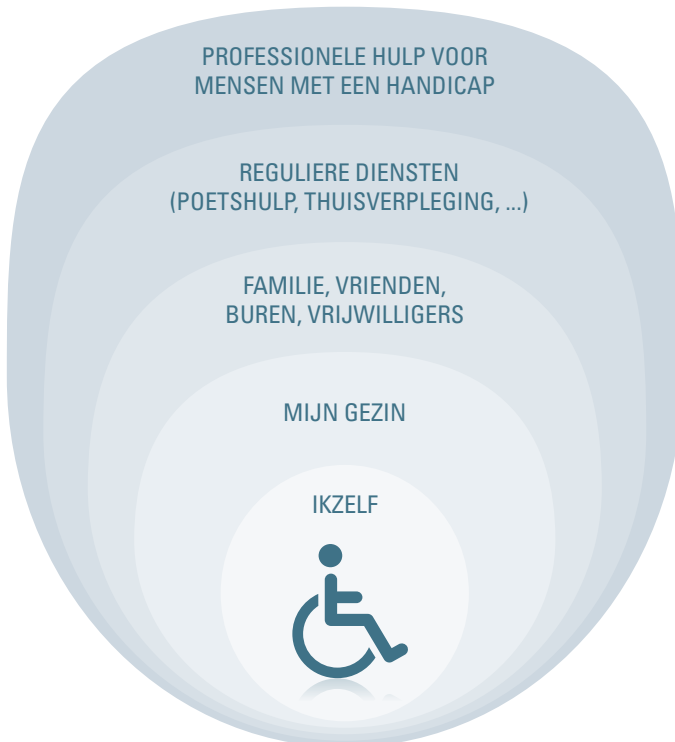 PROFESSIONELE HULP VOOR
MENSEN MET EEN HANDICAP
REGULIERE DIENSTEN
(POETSHULP, THUISVERPLEGING, ...)
FAMILIE, VRIENDEN,
BUREN, VRIJWILLIGERS
MIJN GEZIN
IKZELF